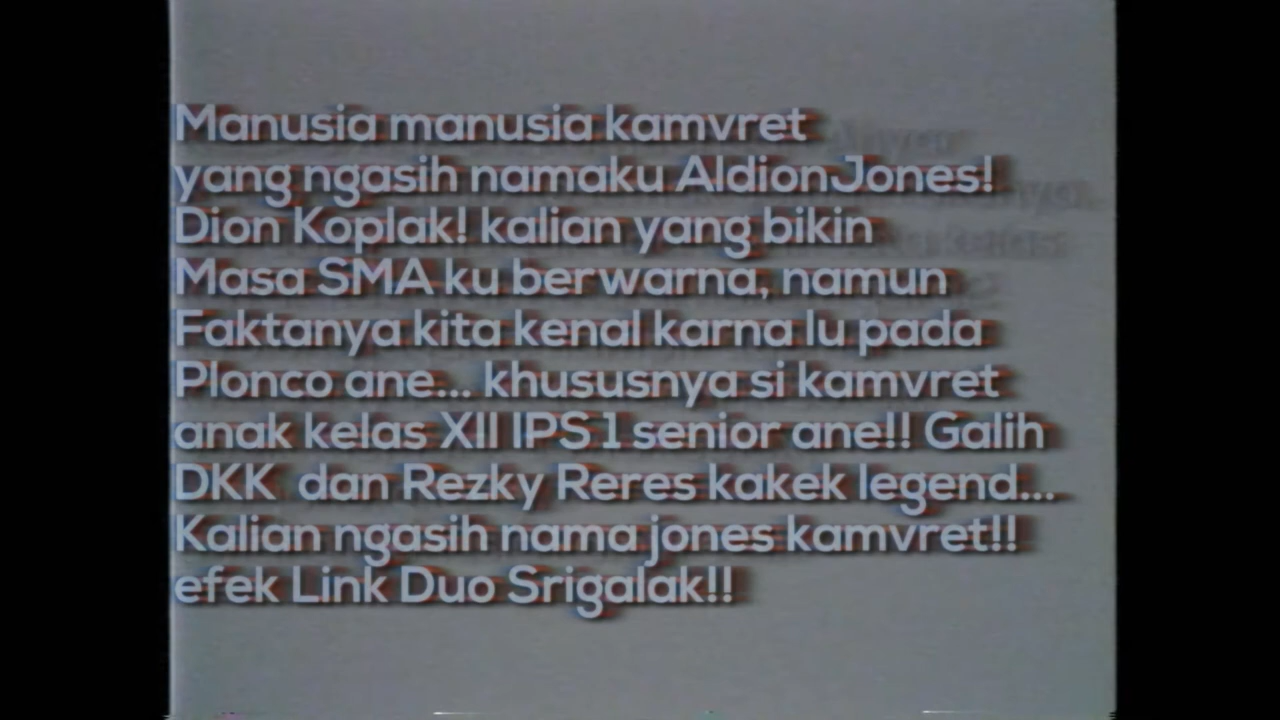 Manusia manusia kamvret
yang ngasih namaku AldionJones!
Dion Koplak! kalian yang bikin
Masa SMA ku berwarna, namun
Faktanya kita kenal karna lu pada
Plonco ane... khususnya si kamvret
anak kelas XII IPS 1 senior ane!! Galih
DKK dan Rezky Reres kakek legend...
Kalian ngasih nama jones kamvret!!
efek Link Duo Srigalak!!